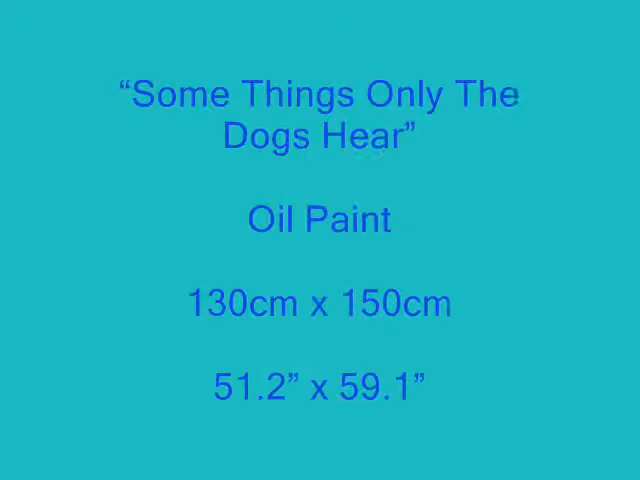 “Some Things Only The
Dogs Hear”
Oil Paint
130cm x 150cm
51.2” x 59.1”